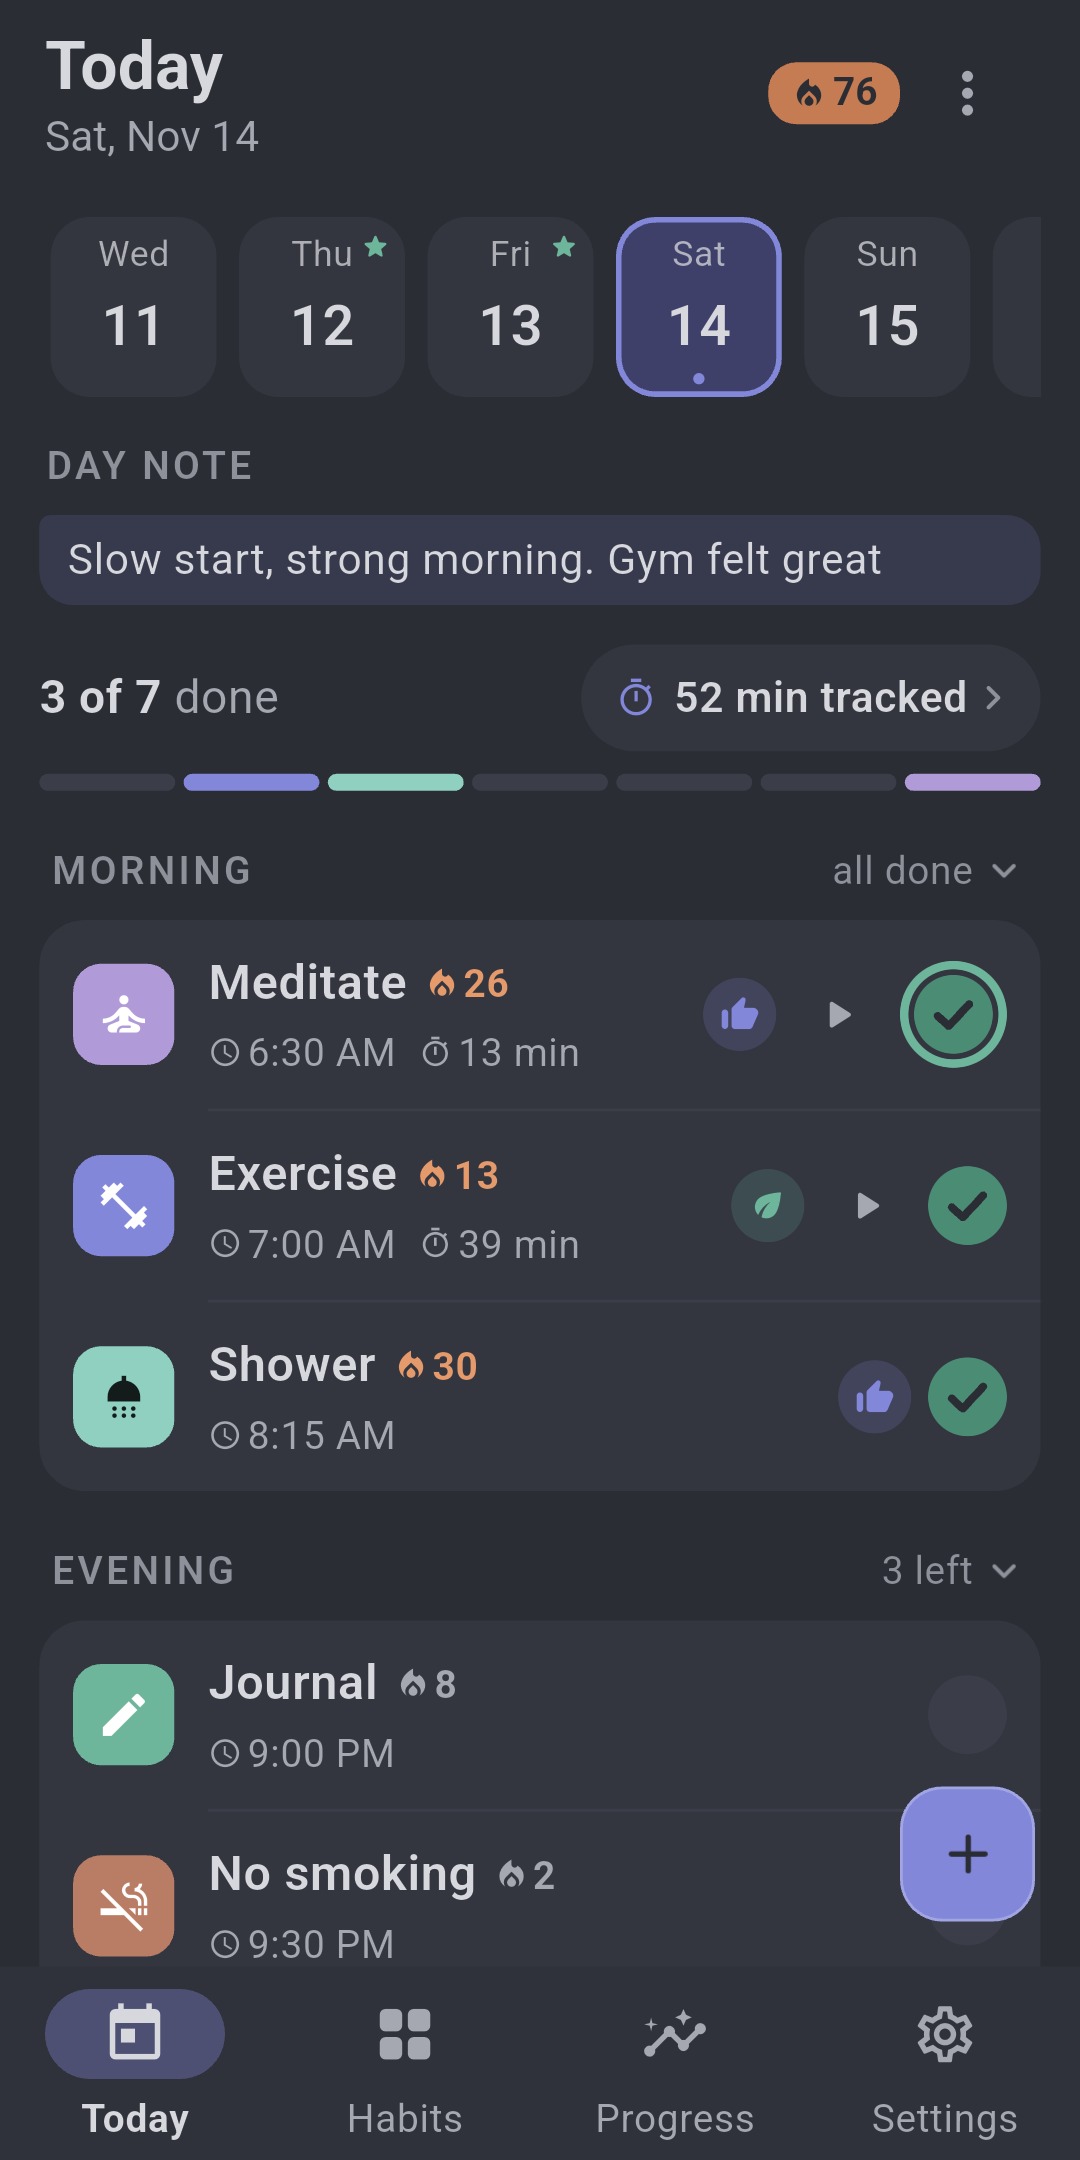 Today
Sat, Nov 14
76
Wed Thu Fri Sat Sun
11 12 13 14 15
DAY NOTE
Slow start, strong morning. Gym felt great
3 of 7 done
52 min tracked
MORNING
all done
Meditate 26
6:30 AM 13 min
Exercise 13
7:00 AM 39 min
Shower 30
8:15 AM
EVENING
3 left
Journal 8
9:00 PM
No smoking 2
9:30 PM
Today Habits Progress Settings